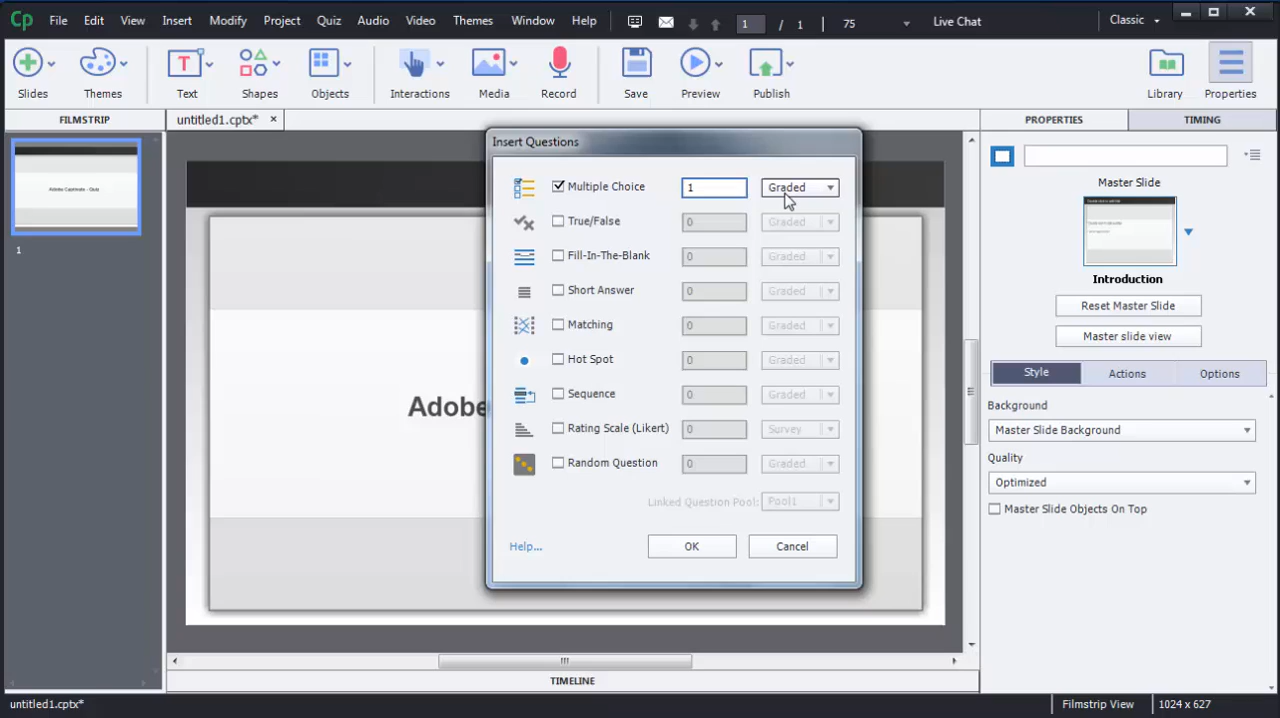 Cp File Edit View Insert Modify Project Quiz Audio Video Themes Window Help 1 / 1 75 Live Chat Classic
Slides Themes Text Shapes Objects Interactions Media Record Save Preview Publish Library Properties
FILMSTRIP untitled1.cptx* × PROPERTIES TIMING
Insert Questions
Adobe Captivate - Quiz
1
Adobe
Multiple Choice 1 Graded
True/False 0 Graded
Fill-In-The-Blank 0 Graded
Short Answer 0 Graded
Matching 0 Graded
Hot Spot 0 Graded
Sequence 0 Graded
Rating Scale (Likert) 0 Survey
Random Question 0 Graded
Linked Question Pool: Pool1
Help... OK Cancel
Master Slide
Introduction
Reset Master Slide
Master slide view
Style Actions Options
Background
Master Slide Background
Quality
Optimized
Master Slide Objects On Top
TIMELINE
untitled1.cptx* Filmstrip View 1024 x 627